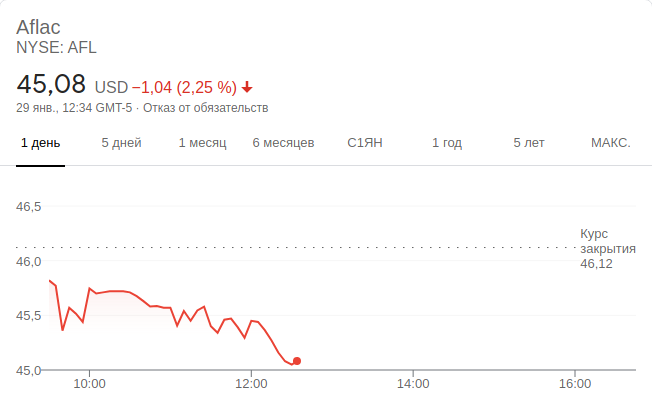 Aflac
NYSE: AFL
45,08 USD −1,04 (2,25 %)
29 янв., 12:34 GMT-5 · Отказ от обязательств
1 день 5 дней 1 месяц 6 месяцев С1ЯН 1 год 5 лет МАКС.
46,5
Курс
закрытия
46,12
46,0
45,5
45,0
10:00 12:00 14:00 16:00